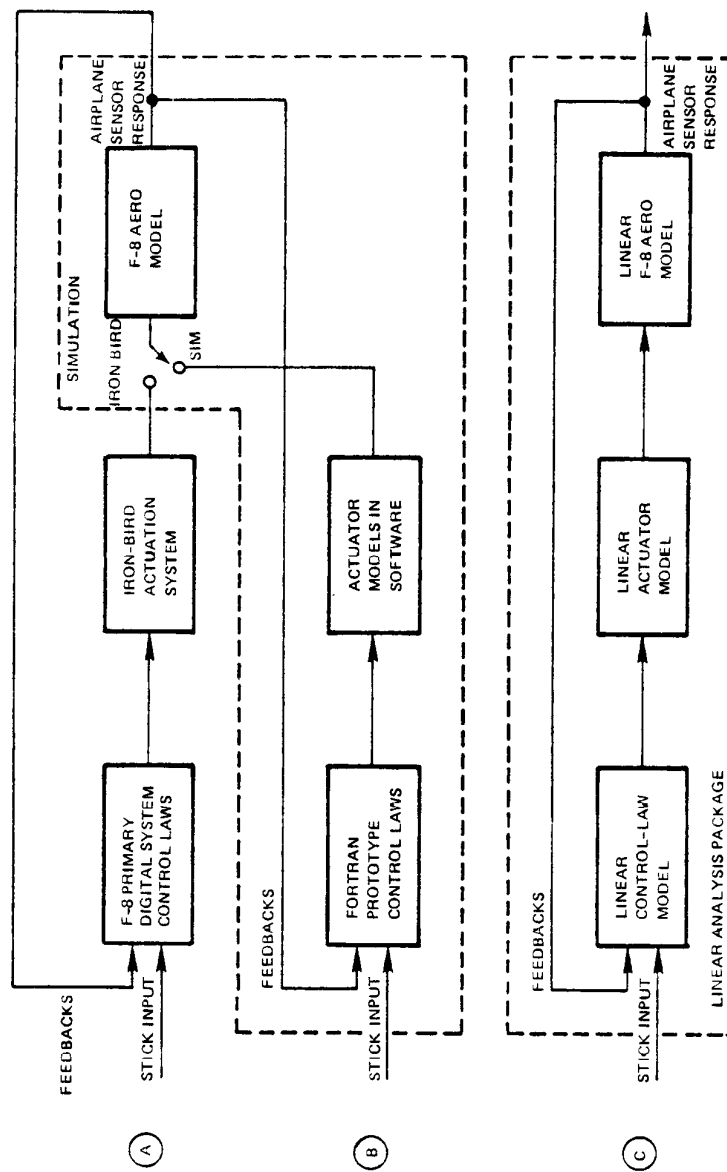 A
FEEDBACKS
STICK INPUT
F-8 PRIMARY
DIGITAL SYSTEM
CONTROL LAWS
IRON-BIRD
ACTUATION
SYSTEM
SIMULATION
IRON BIRD
SIM
F-8 AERO
MODEL
AIRPLANE
SENSOR
RESPONSE
B
FEEDBACKS
STICK INPUT
FORTRAN
PROTOTYPE
CONTROL LAWS
ACTUATOR
MODELS IN
SOFTWARE
C
FEEDBACKS
STICK INPUT
LINEAR
CONTROL-LAW
MODEL
LINEAR
ACTUATOR
MODEL
LINEAR
F-8 AERO
MODEL
AIRPLANE
SENSOR
RESPONSE
LINEAR ANALYSIS PACKAGE